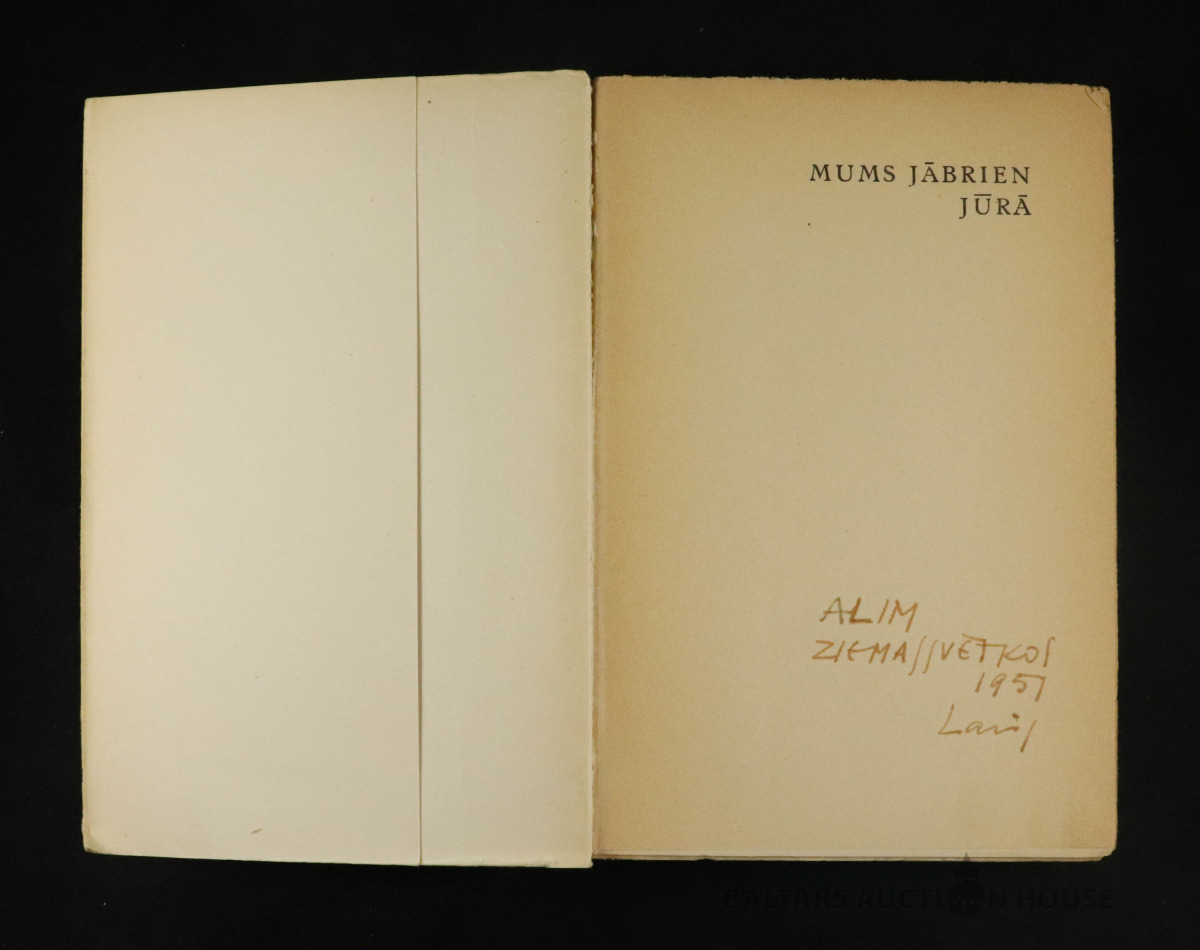 MUMS JĀBRIEN
JŪRĀ
ALIM
ZIEMASSVĒTKOS
1951
BALTARS AUCTION HOUSE